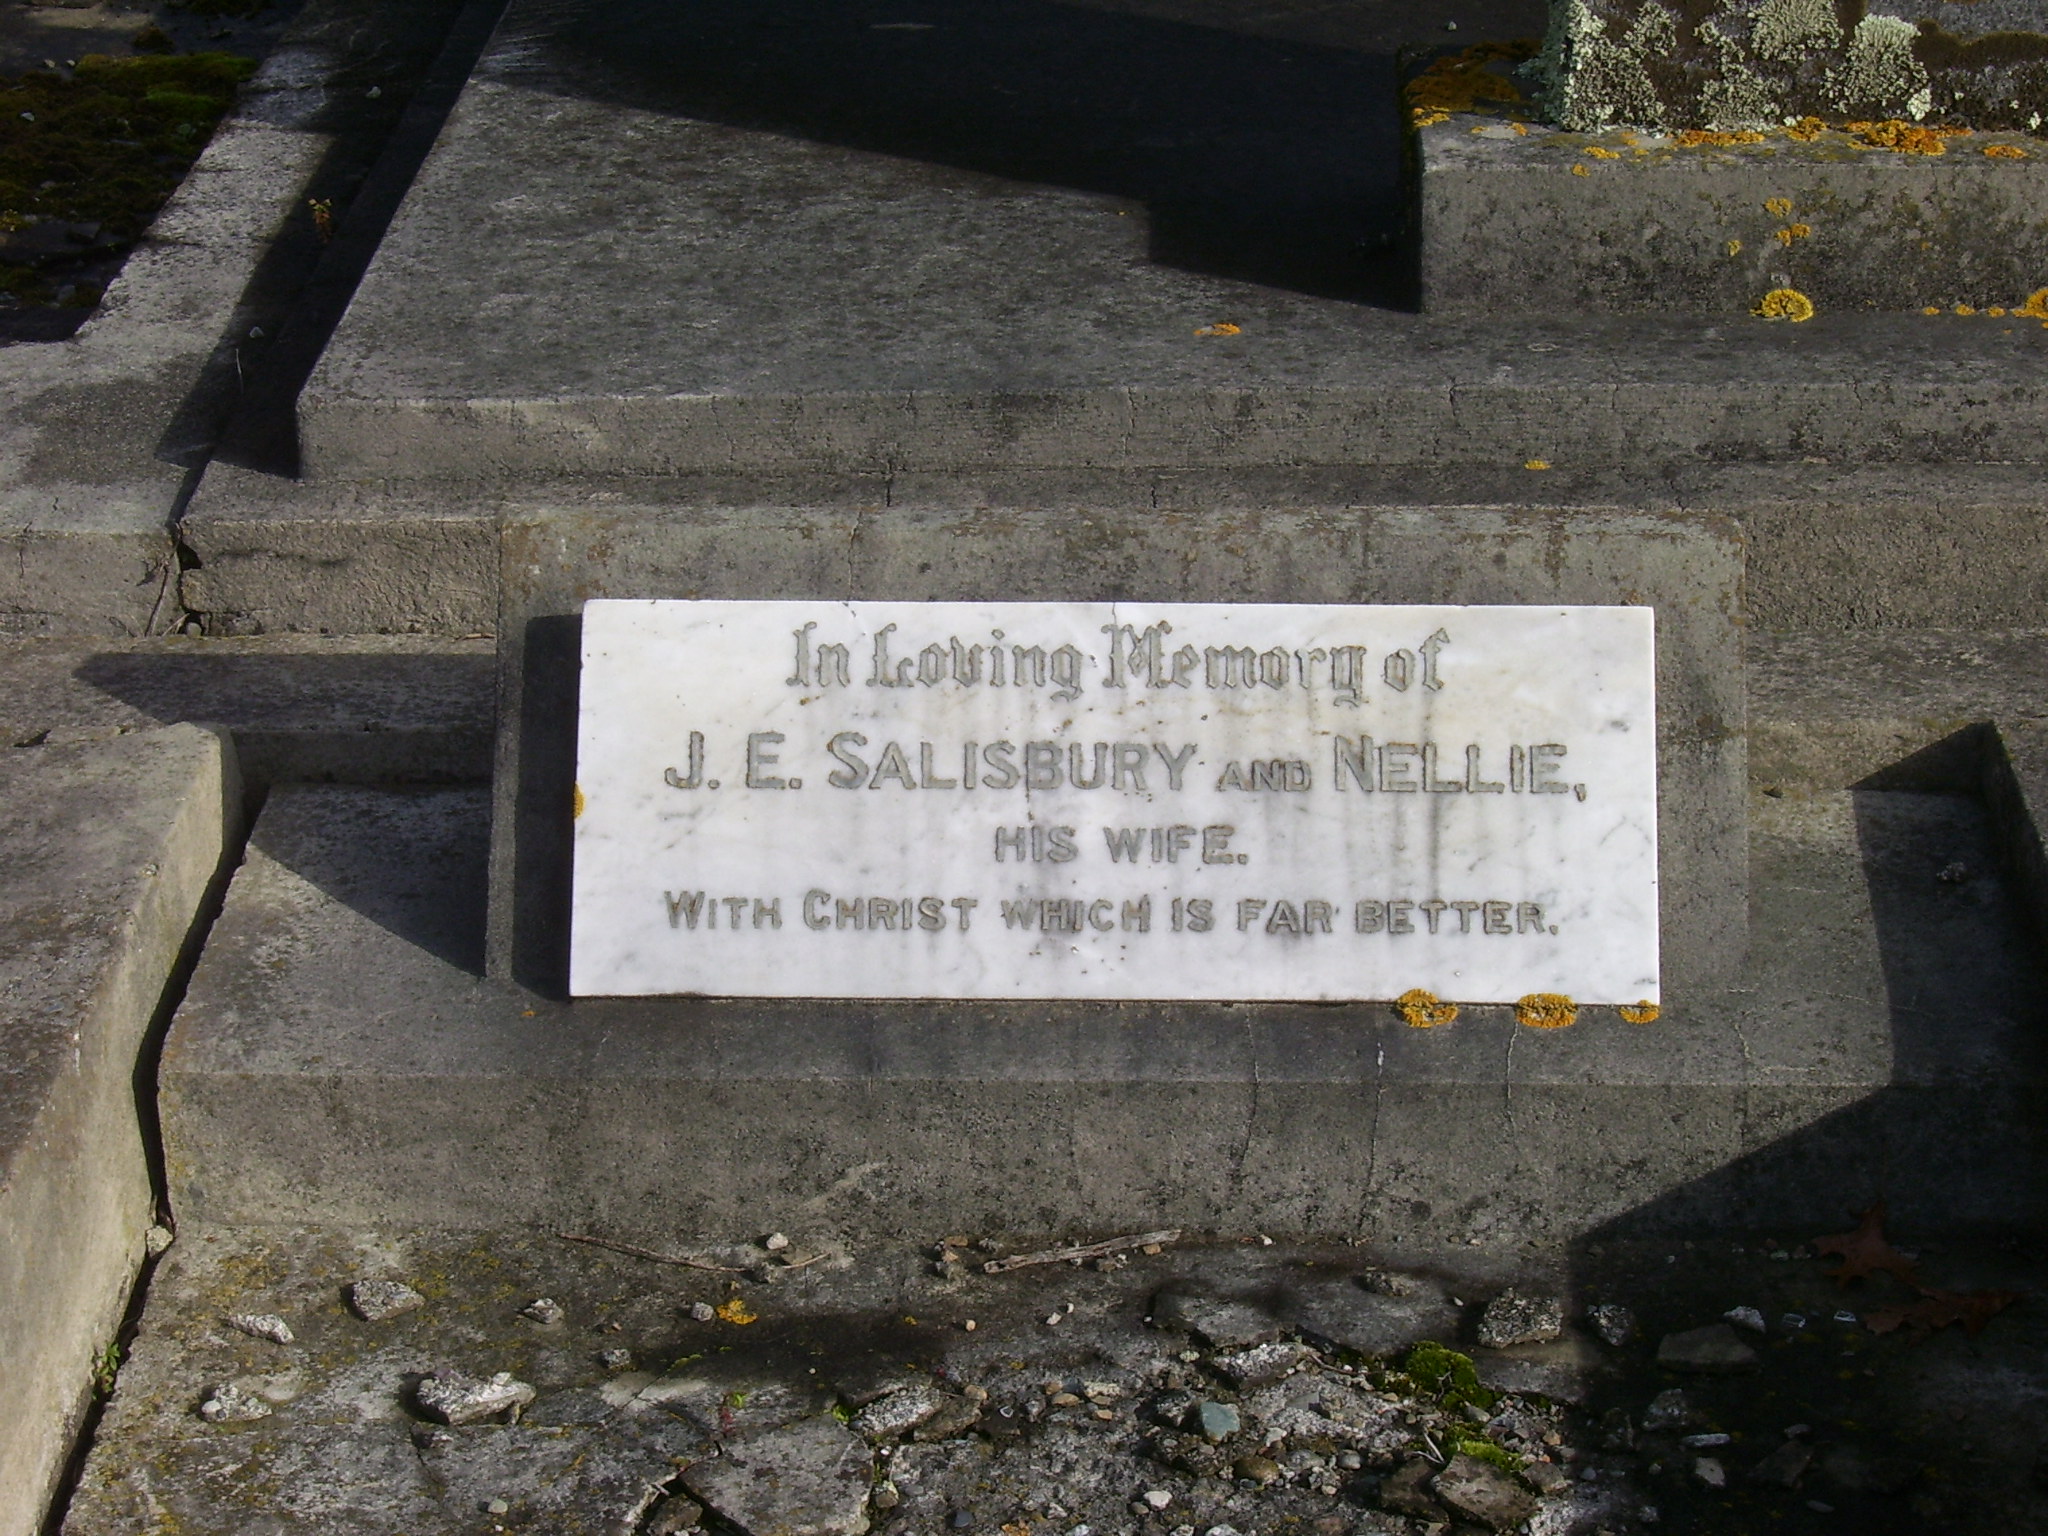 In Loving Memory of
J. E. SALISBURY AND NELLIE,
HIS WIFE.
WITH CHRIST WHICH IS FAR BETTER.